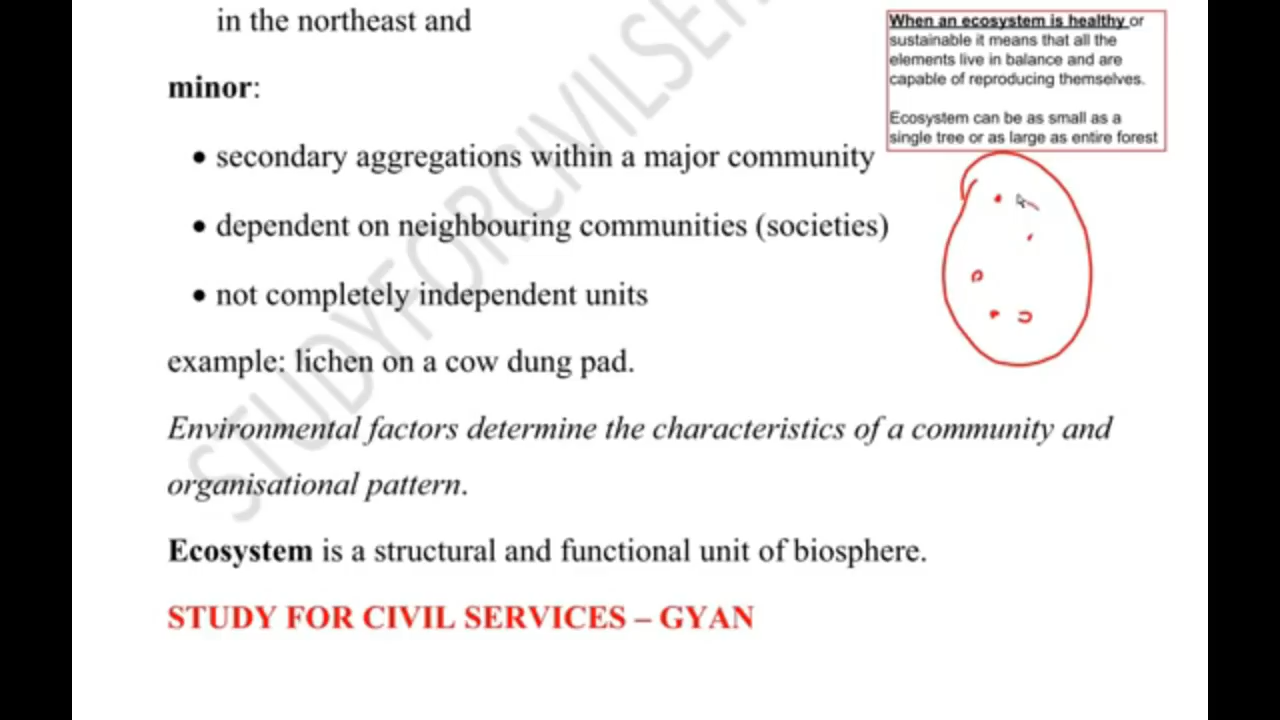 in the northeast and
When an ecosystem is healthy or
sustainable it means that all the
elements live in balance and are
capable of reproducing themselves.
Ecosystem can be as small as a
single tree or as large as entire forest
minor:
• secondary aggregations within a major community
• dependent on neighbouring communities (societies)
• not completely independent units
example: lichen on a cow dung pad.
Environmental factors determine the characteristics of a community and
organisational pattern.
Ecosystem is a structural and functional unit of biosphere.
STUDY FOR CIVIL SERVICES – GYAN
STUDYFORCIVILSER